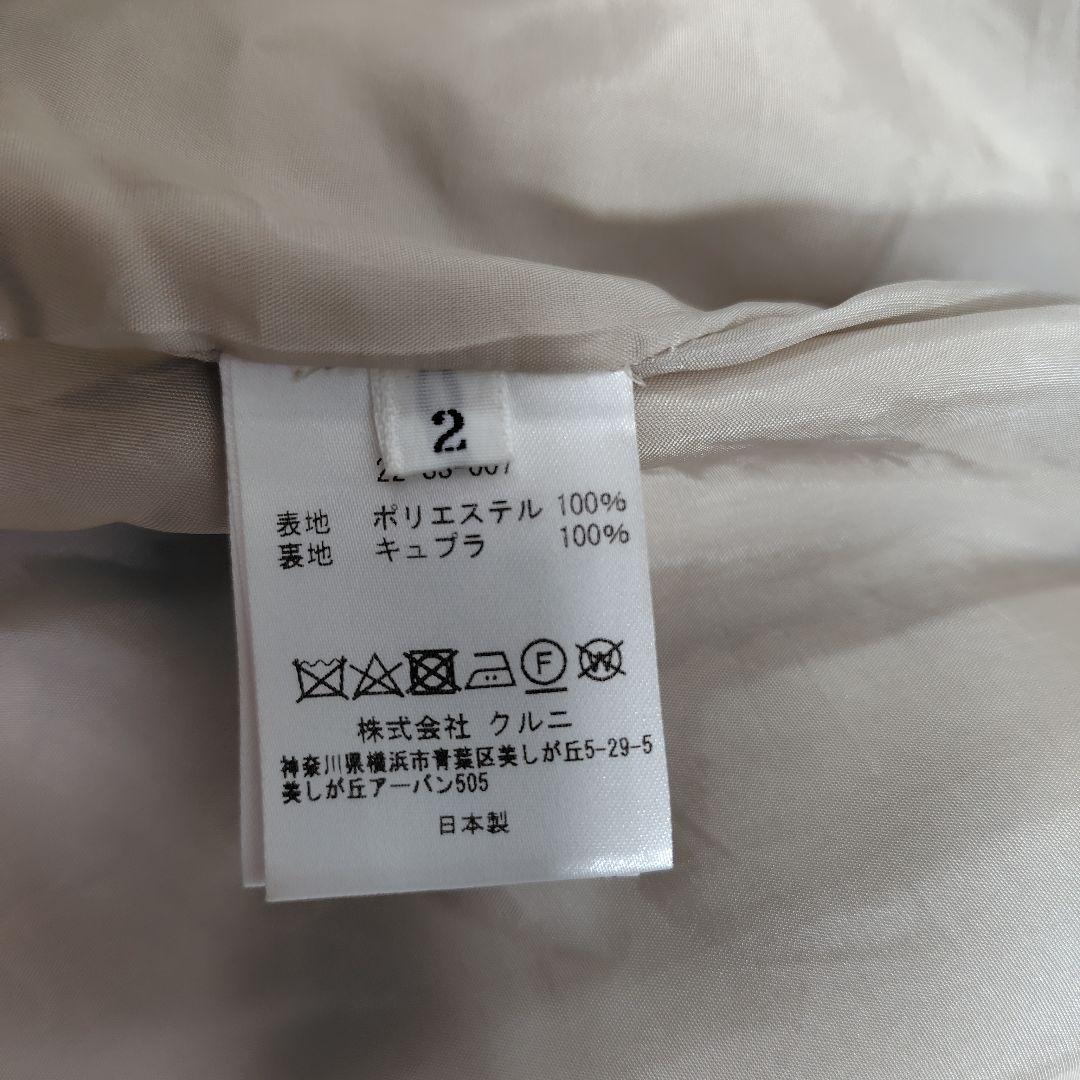 2
表地 ポリエステル 100%
裏地 キュプラ 100%
F W
株式会社 クルニ
神奈川県横浜市青葉区美しが丘5-29-5
美しが丘アーバン505
日本製